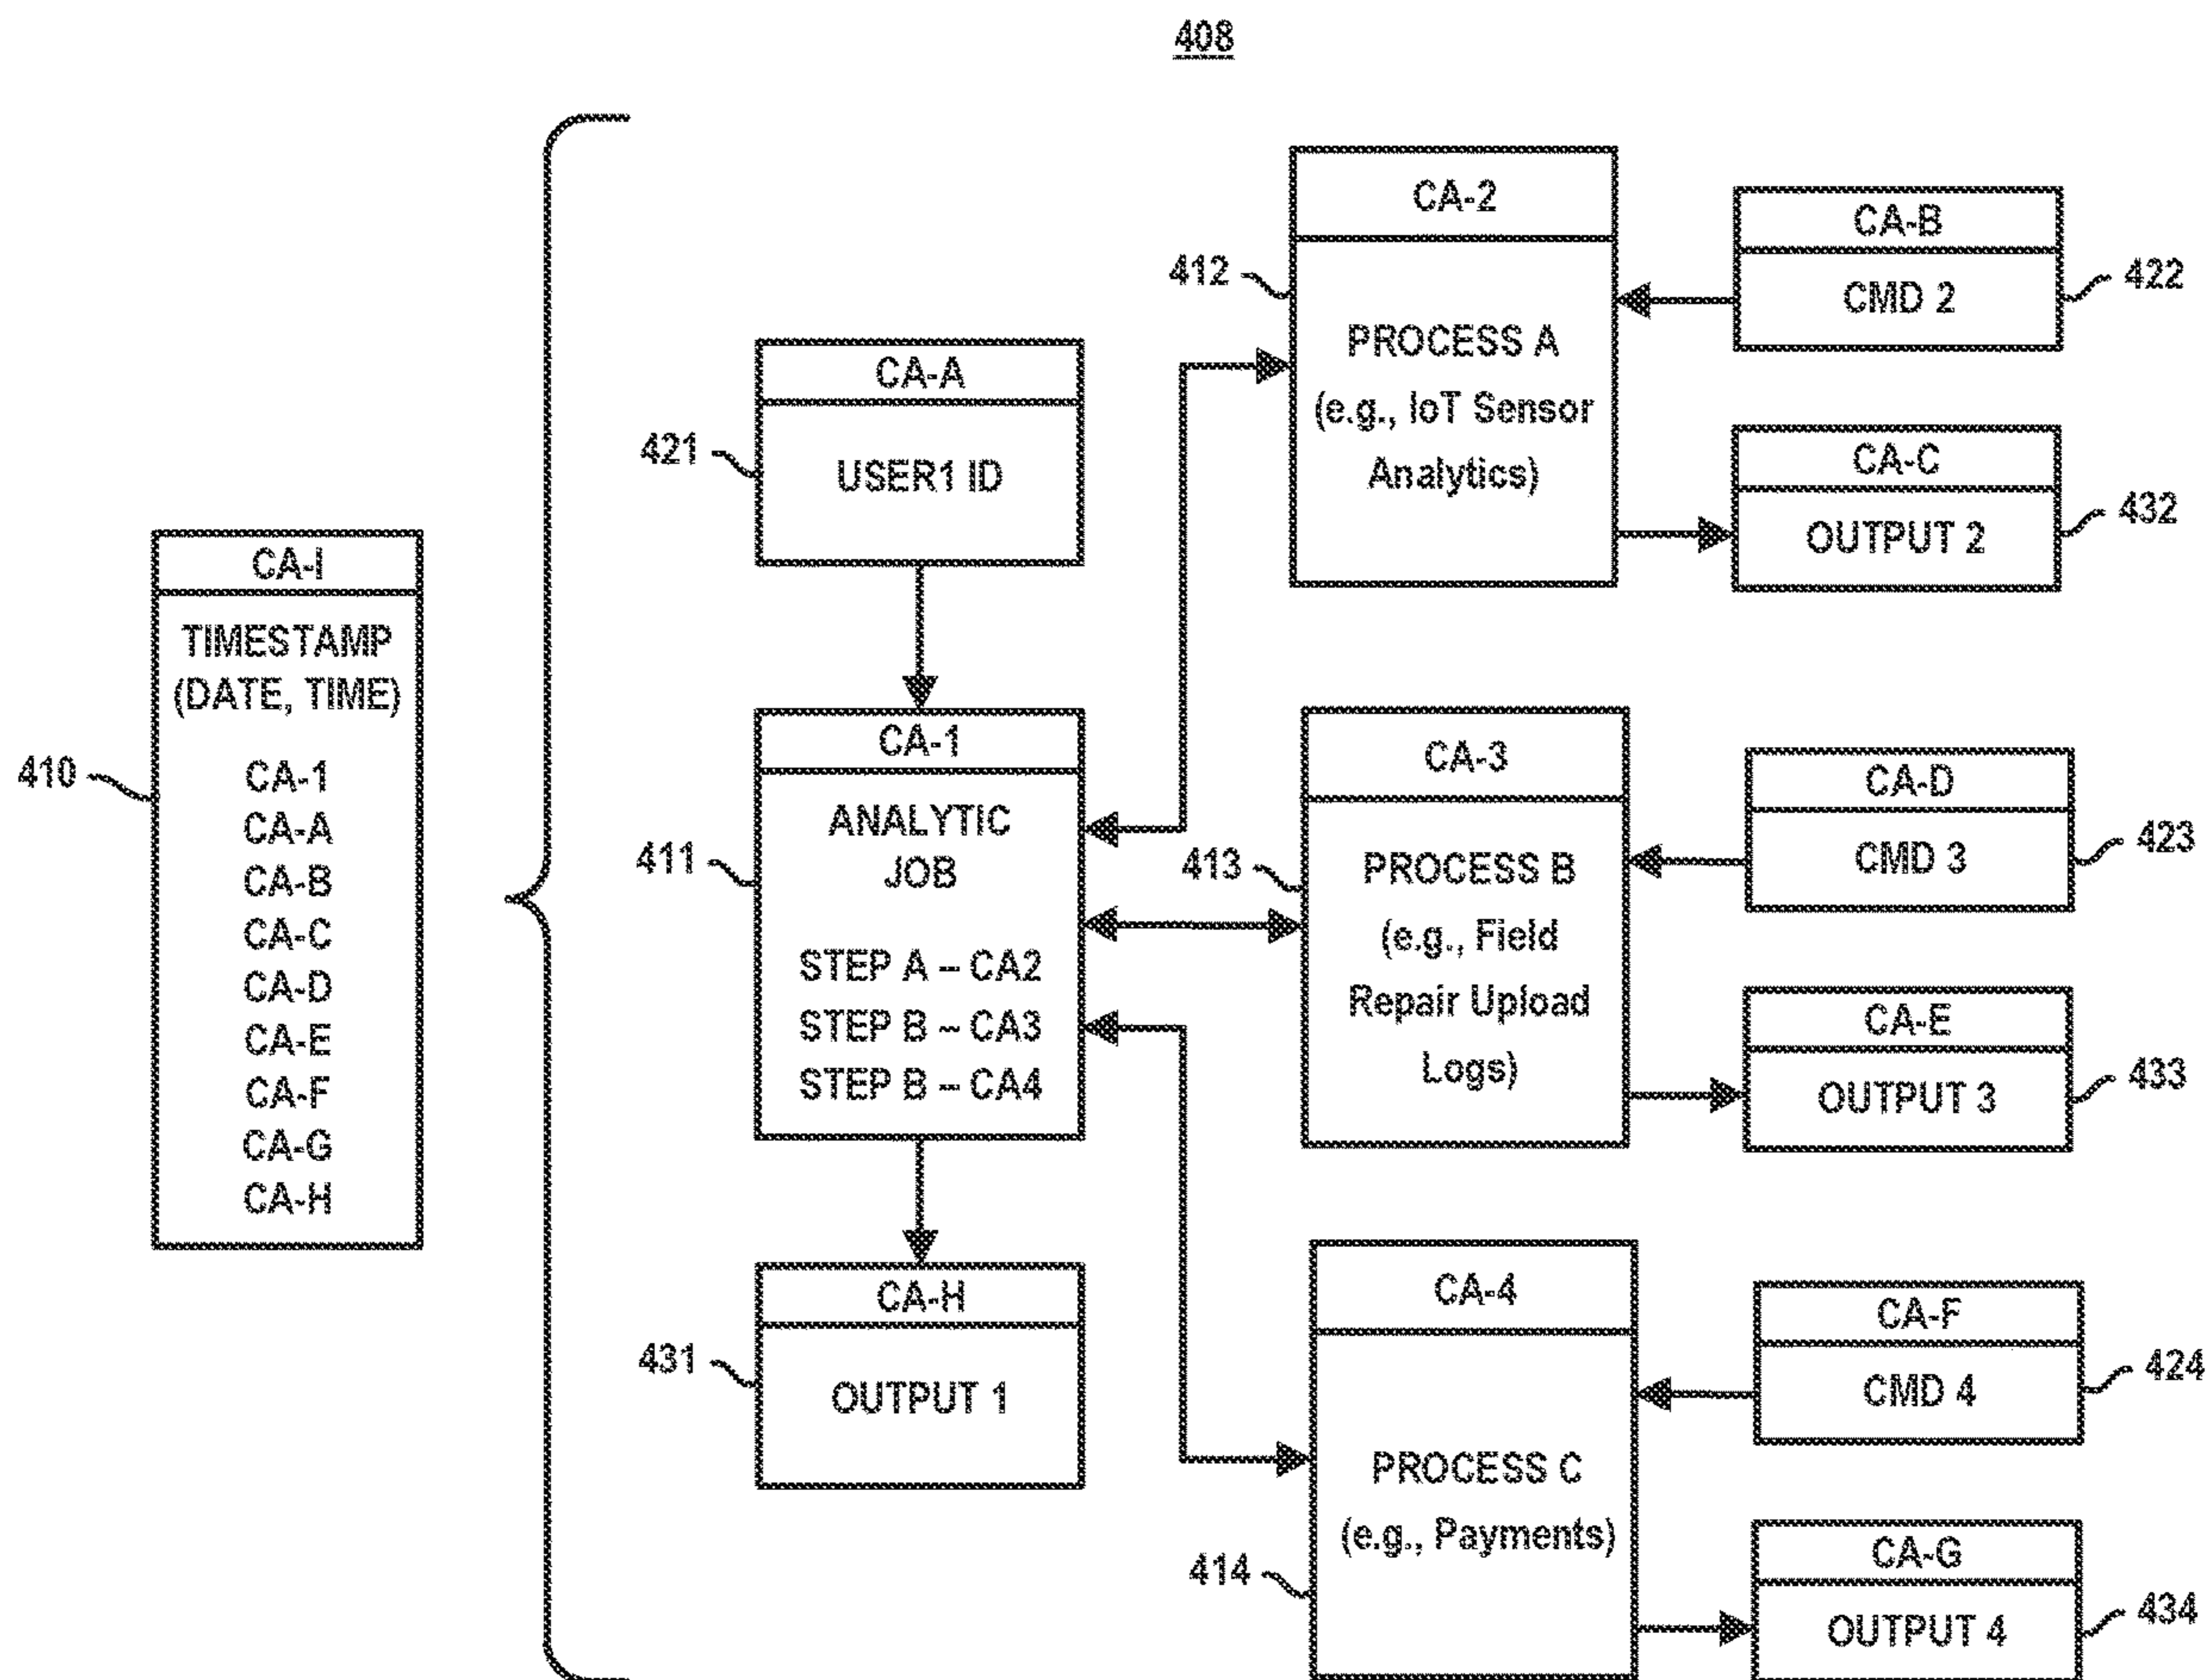 408
410
CA-I
TIMESTAMP
(DATE, TIME)
CA-1
CA-A
CA-B
CA-C
CA-D
CA-E
CA-F
CA-G
CA-H
421
CA-A
USER1 ID
411
CA-1
ANALYTIC
JOB
STEP A – CA2
STEP B – CA3
STEP B – CA4
431
CA-H
OUTPUT 1
412
CA-2
PROCESS A
(e.g., IoT Sensor
Analytics)
CA-B
CMD 2
422
CA-C
OUTPUT 2
432
413
CA-3
PROCESS B
(e.g., Field
Repair Upload
Logs)
CA-D
CMD 3
423
CA-E
OUTPUT 3
433
414
CA-4
PROCESS C
(e.g., Payments)
CA-F
CMD 4
424
CA-G
OUTPUT 4
434